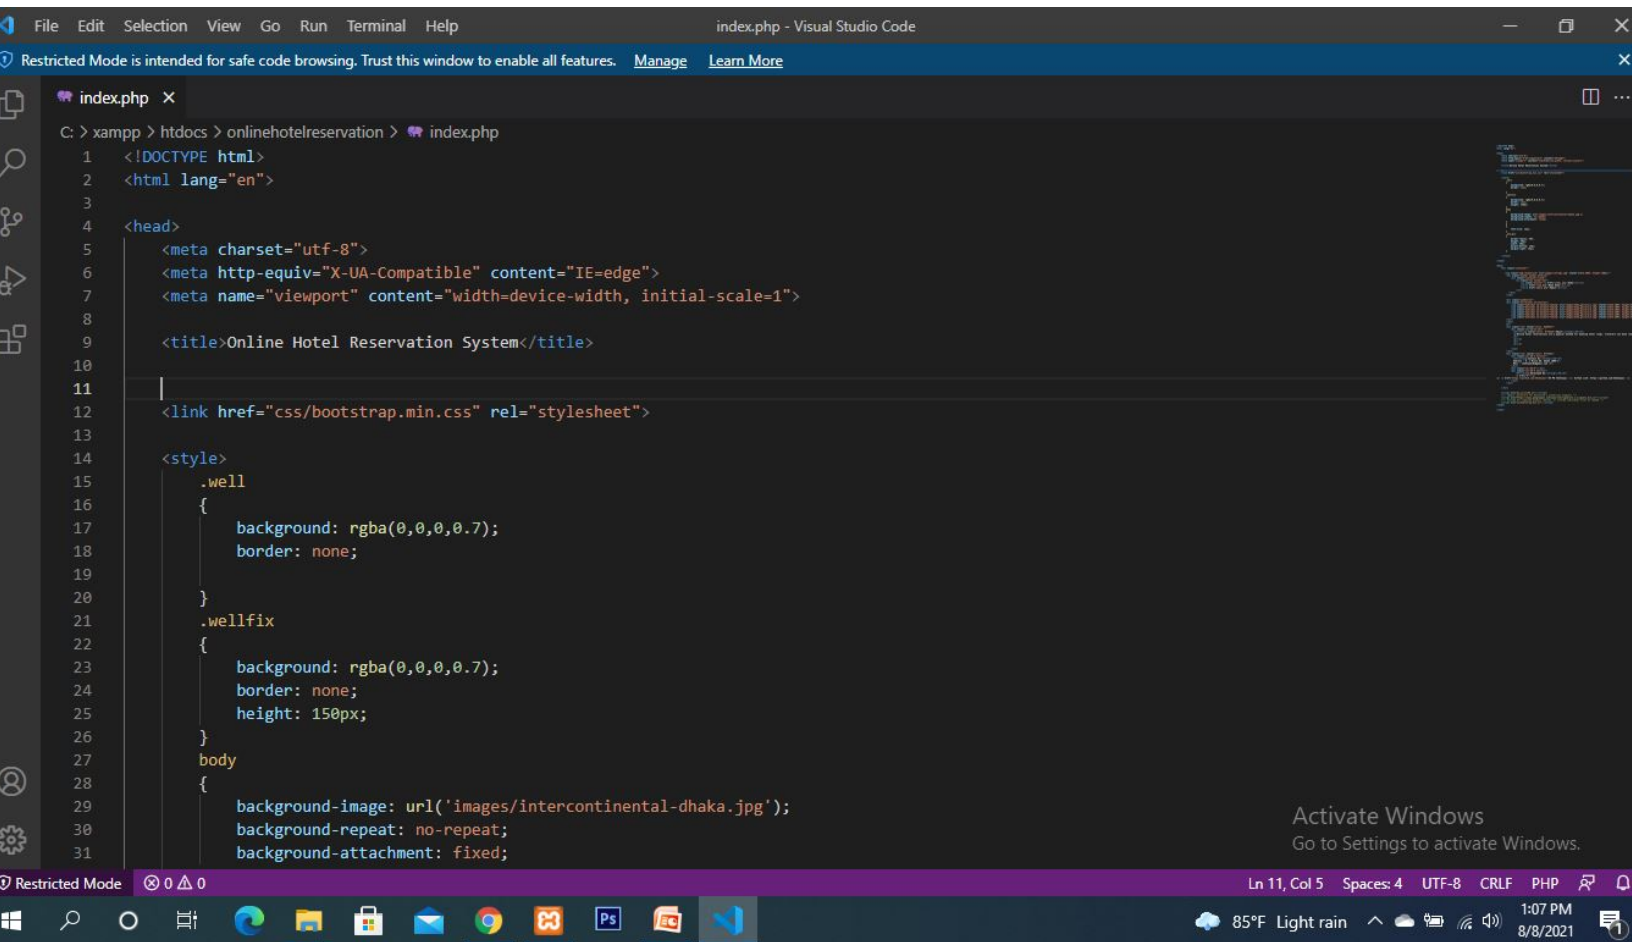 File Edit Selection View Go Run Terminal Help index.php - Visual Studio Code
Restricted Mode is intended for safe code browsing. Trust this window to enable all features. Manage Learn More
index.php
C: > xampp > htdocs > onlinehotelreservation > index.php
1 <!DOCTYPE html>
2 <html lang="en">
3
4 <head>
5 <meta charset="utf-8">
6 <meta http-equiv="X-UA-Compatible" content="IE=edge">
7 <meta name="viewport" content="width=device-width, initial-scale=1">
8
9 <title>Online Hotel Reservation System</title>
10
11
12 <link href="css/bootstrap.min.css" rel="stylesheet">
13
14 <style>
15 .well
16 {
17 background: rgba(0,0,0,0.7);
18 border: none;
19
20 }
21 .wellfix
22 {
23 background: rgba(0,0,0,0.7);
24 border: none;
25 height: 150px;
26 }
27 body
28 {
29 background-image: url('images/intercontinental-dhaka.jpg');
30 background-repeat: no-repeat;
31 background-attachment: fixed;
Activate Windows
Go to Settings to activate Windows.
Restricted Mode 0 0 Ln 11, Col 5 Spaces: 4 UTF-8 CRLF PHP
Ps
85°F Light rain
1:07 PM
8/8/2021
1